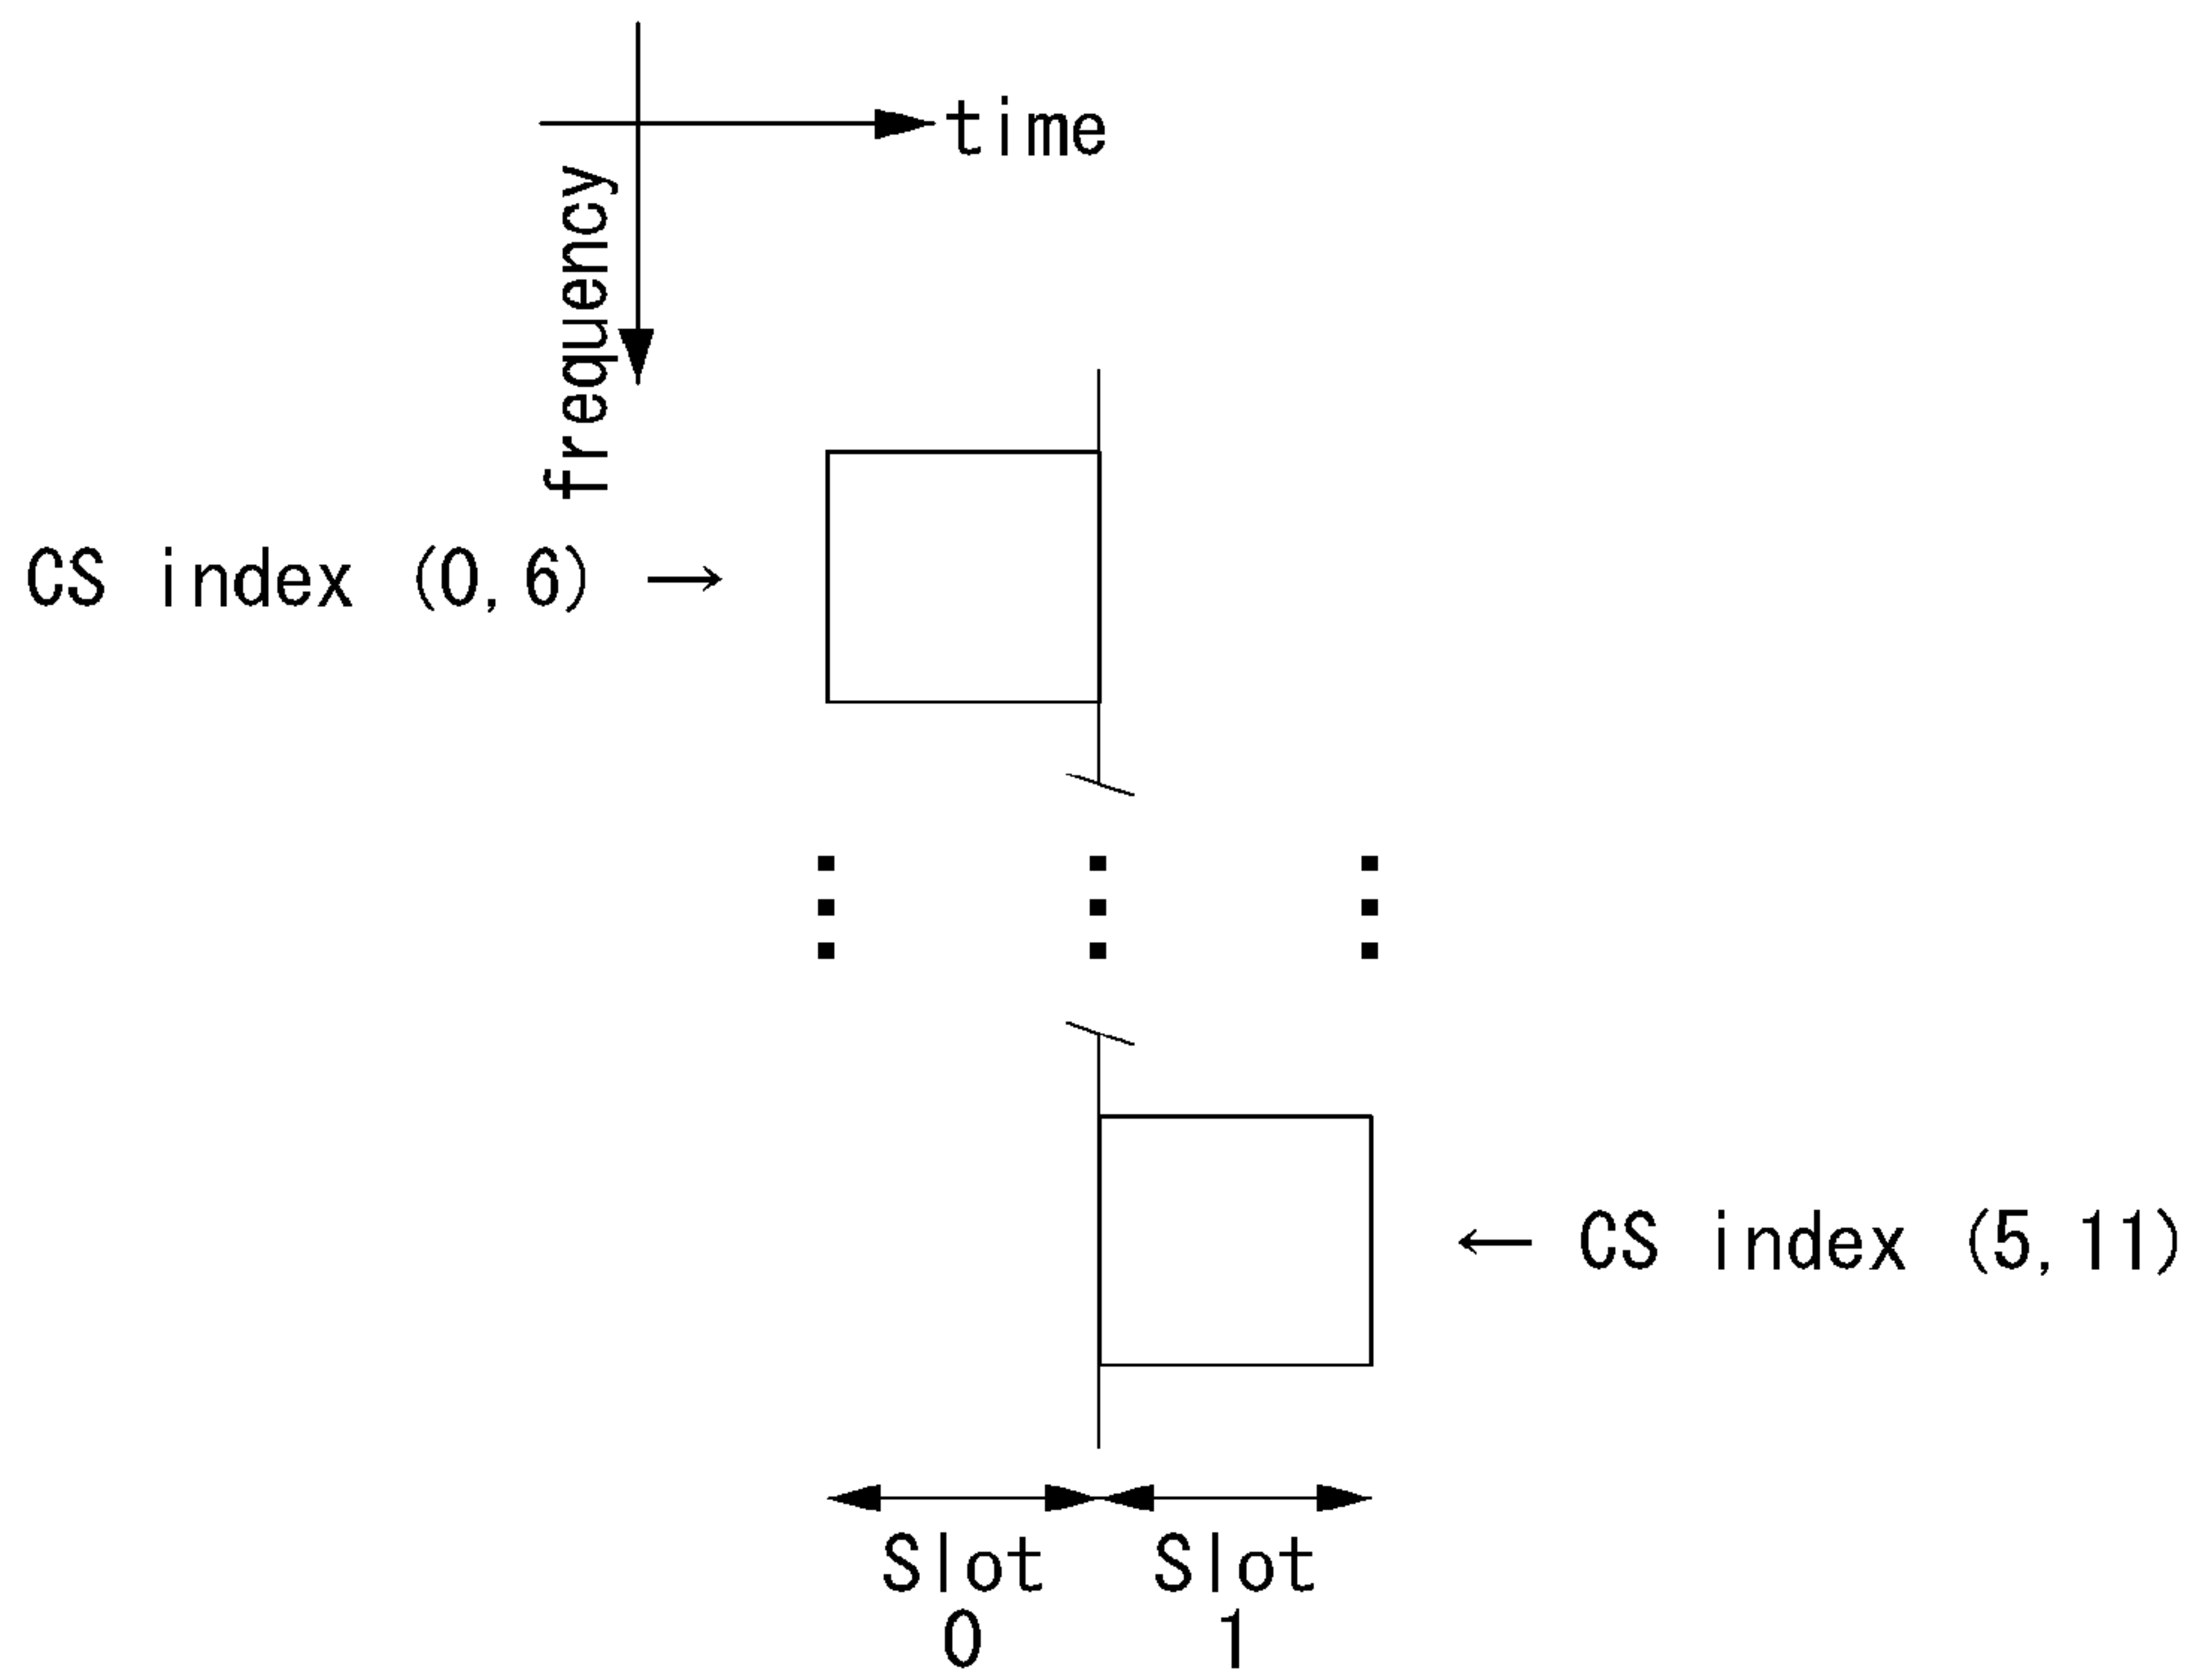 time
frequency
CS index (0,6) →
← CS index (5,11)
Slot
0
Slot
1